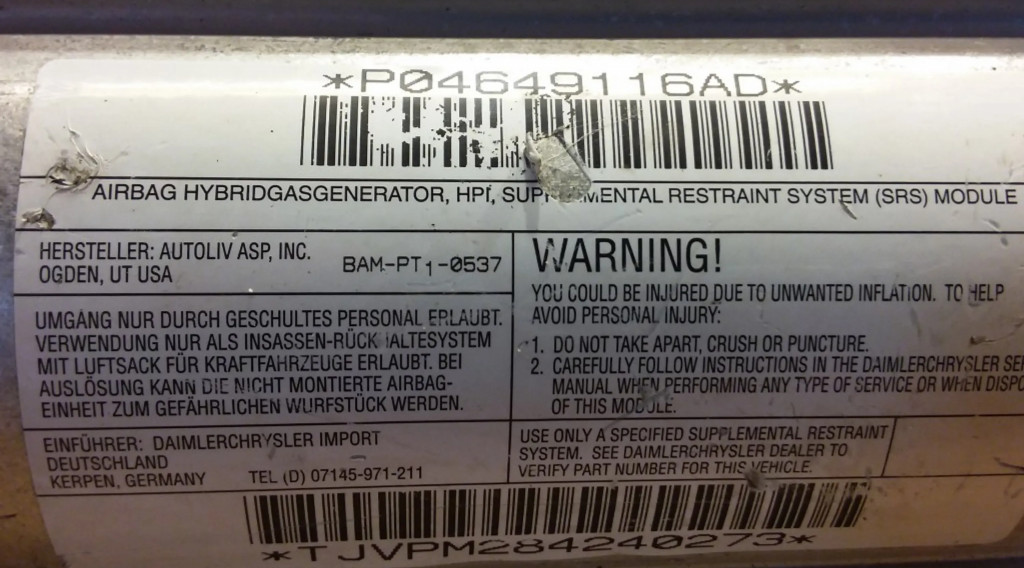 *P04649116AD*
AIRBAG HYBRIDGASGENERATOR, HPI, SUPPLEMENTAL RESTRAINT SYSTEM (SRS) MODULE
HERSTELLER: AUTOLIV ASP, INC.
OGDEN, UT USA
BAM-PT1-0537
UMGANG NUR DURCH GESCHULTES PERSONAL ERLAUBT.
VERWENDUNG NUR ALS INSASSEN-RÜCKHALTESYSTEM
MIT LUFTSACK FÜR KRAFTFAHRZEUGE ERLAUBT. BEI
AUSLÖSUNG KANN DIE NICHT MONTIERTE AIRBAG-
EINHEIT ZUM GEFÄHRLICHEN WURFSTÜCK WERDEN.
EINFÜHRER: DAIMLERCHRYSLER IMPORT
DEUTSCHLAND
KERPEN, GERMANY
TEL (D) 07145-971-211
WARNING!
YOU COULD BE INJURED DUE TO UNWANTED INFLATION. TO HELP
AVOID PERSONAL INJURY:
1. DO NOT TAKE APART, CRUSH OR PUNCTURE.
2. CAREFULLY FOLLOW INSTRUCTIONS IN THE DAIMLERCHRYSLER SE
MANUAL WHEN PERFORMING ANY TYPE OF SERVICE OR WHEN DISPO
OF THIS MODULE.
USE ONLY A SPECIFIED SUPPLEMENTAL RESTRAINT
SYSTEM. SEE DAIMLERCHRYSLER DEALER TO
VERIFY PART NUMBER FOR THIS VEHICLE.
*TJVPM284240273*